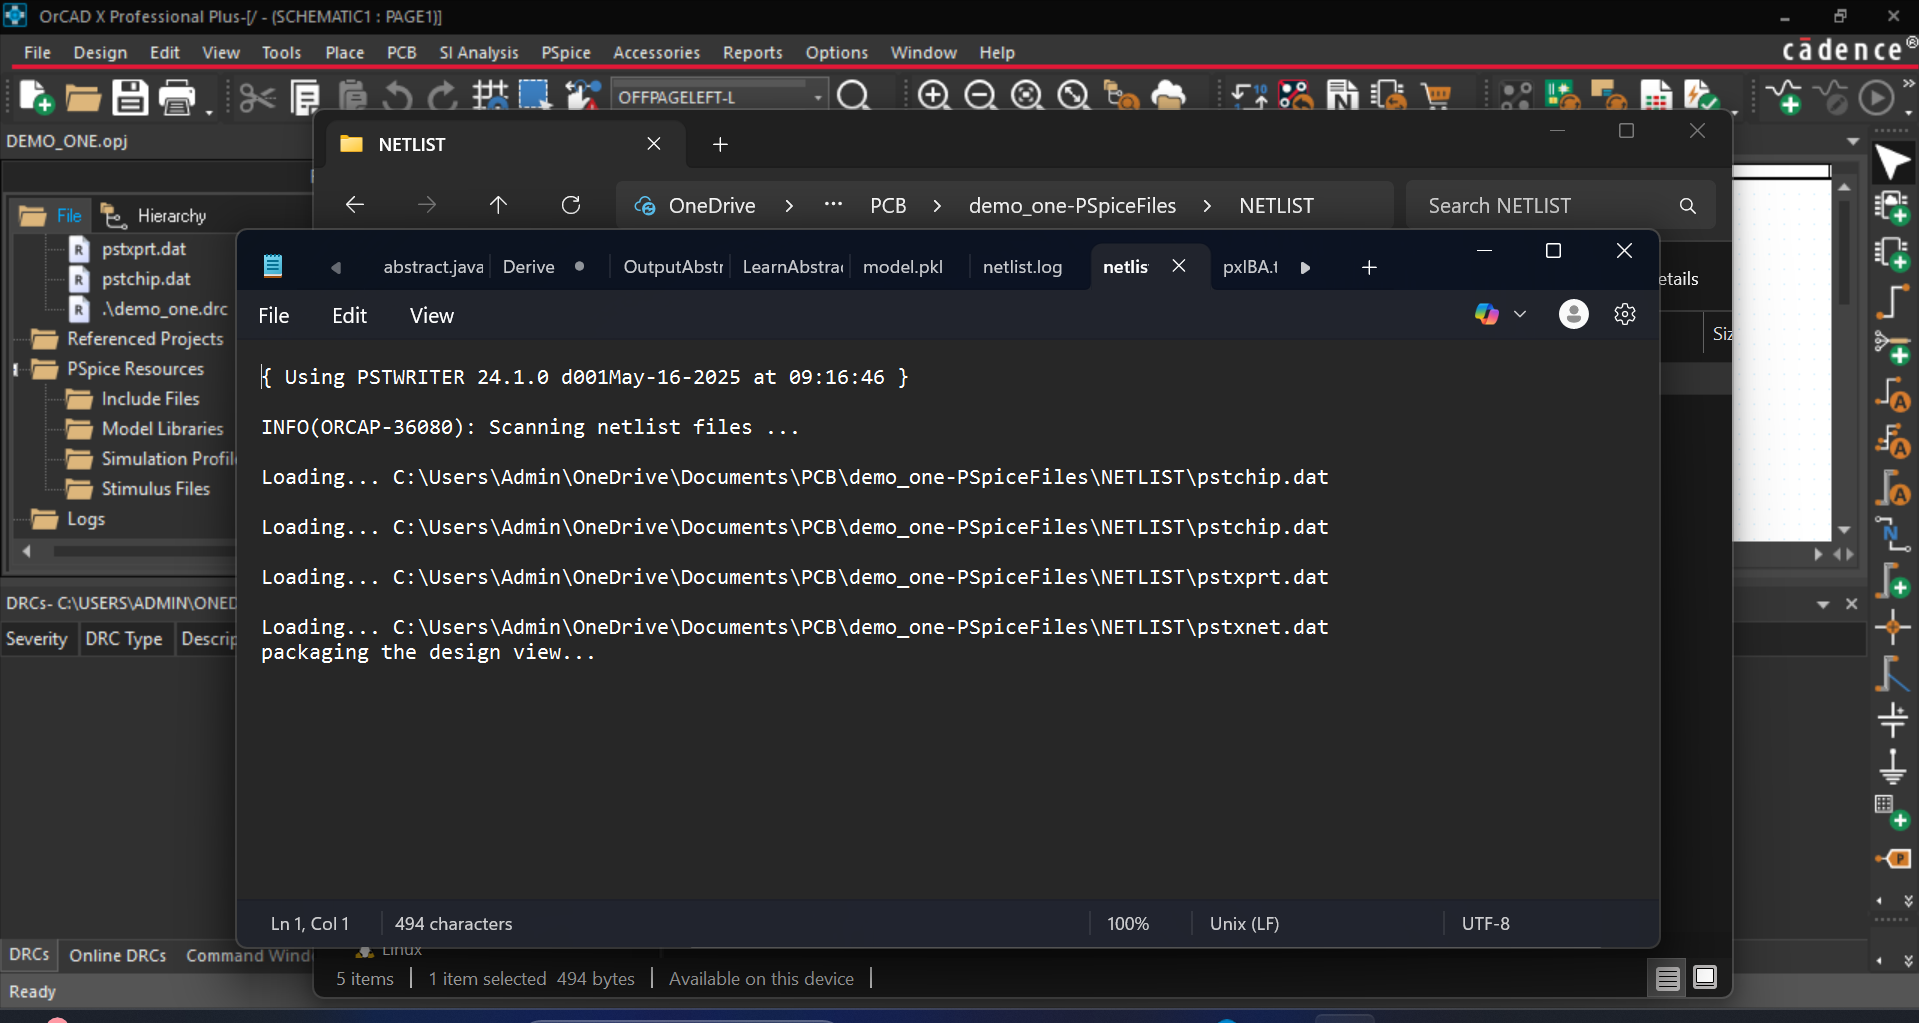 OrCAD X Professional Plus-[/ - (SCHEMATIC1 : PAGE1)]
File Design Edit View Tools Place PCB SI Analysis PSpice Accessories Reports Options Window Help
cādence®
OFFPAGELEFT-L
DEMO_ONE.opj
NETLIST
OneDrive > ... PCB > demo_one-PSpiceFiles > NETLIST
Search NETLIST
File Hierarchy
pstxprt.dat
pstchip.dat
.\demo_one.drc
Referenced Projects
PSpice Resources
Include Files
Model Libraries
Simulation Profil
Stimulus Files
Logs
abstract.java Derive OutputAbstr LearnAbstra model.pkl netlist.log netlis pxlBA.t
etails
Siz
File Edit View
{ Using PSTWRITER 24.1.0 d001May-16-2025 at 09:16:46 }
INFO(ORCAP-36080): Scanning netlist files ...
Loading... C:\Users\Admin\OneDrive\Documents\PCB\demo_one-PSpiceFiles\NETLIST\pstchip.dat
Loading... C:\Users\Admin\OneDrive\Documents\PCB\demo_one-PSpiceFiles\NETLIST\pstchip.dat
Loading... C:\Users\Admin\OneDrive\Documents\PCB\demo_one-PSpiceFiles\NETLIST\pstxprt.dat
Loading... C:\Users\Admin\OneDrive\Documents\PCB\demo_one-PSpiceFiles\NETLIST\pstxnet.dat
packaging the design view...
Ln 1, Col 1 494 characters 100% Unix (LF) UTF-8
DRCs- C:\USERS\ADMIN\ONED
Severity DRC Type Descrip
DRCs Online DRCs Command Wind
Linux
5 items 1 item selected 494 bytes Available on this device
Ready